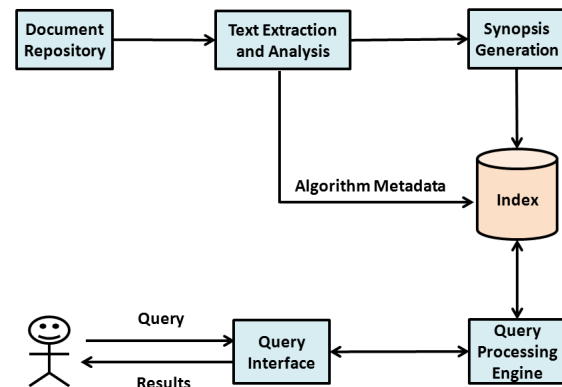 Document
Repository
Text Extraction
and Analysis
Synopsis
Generation
Algorithm Metadata
Index
Query
Query
Interface
Results
Query
Processing
Engine